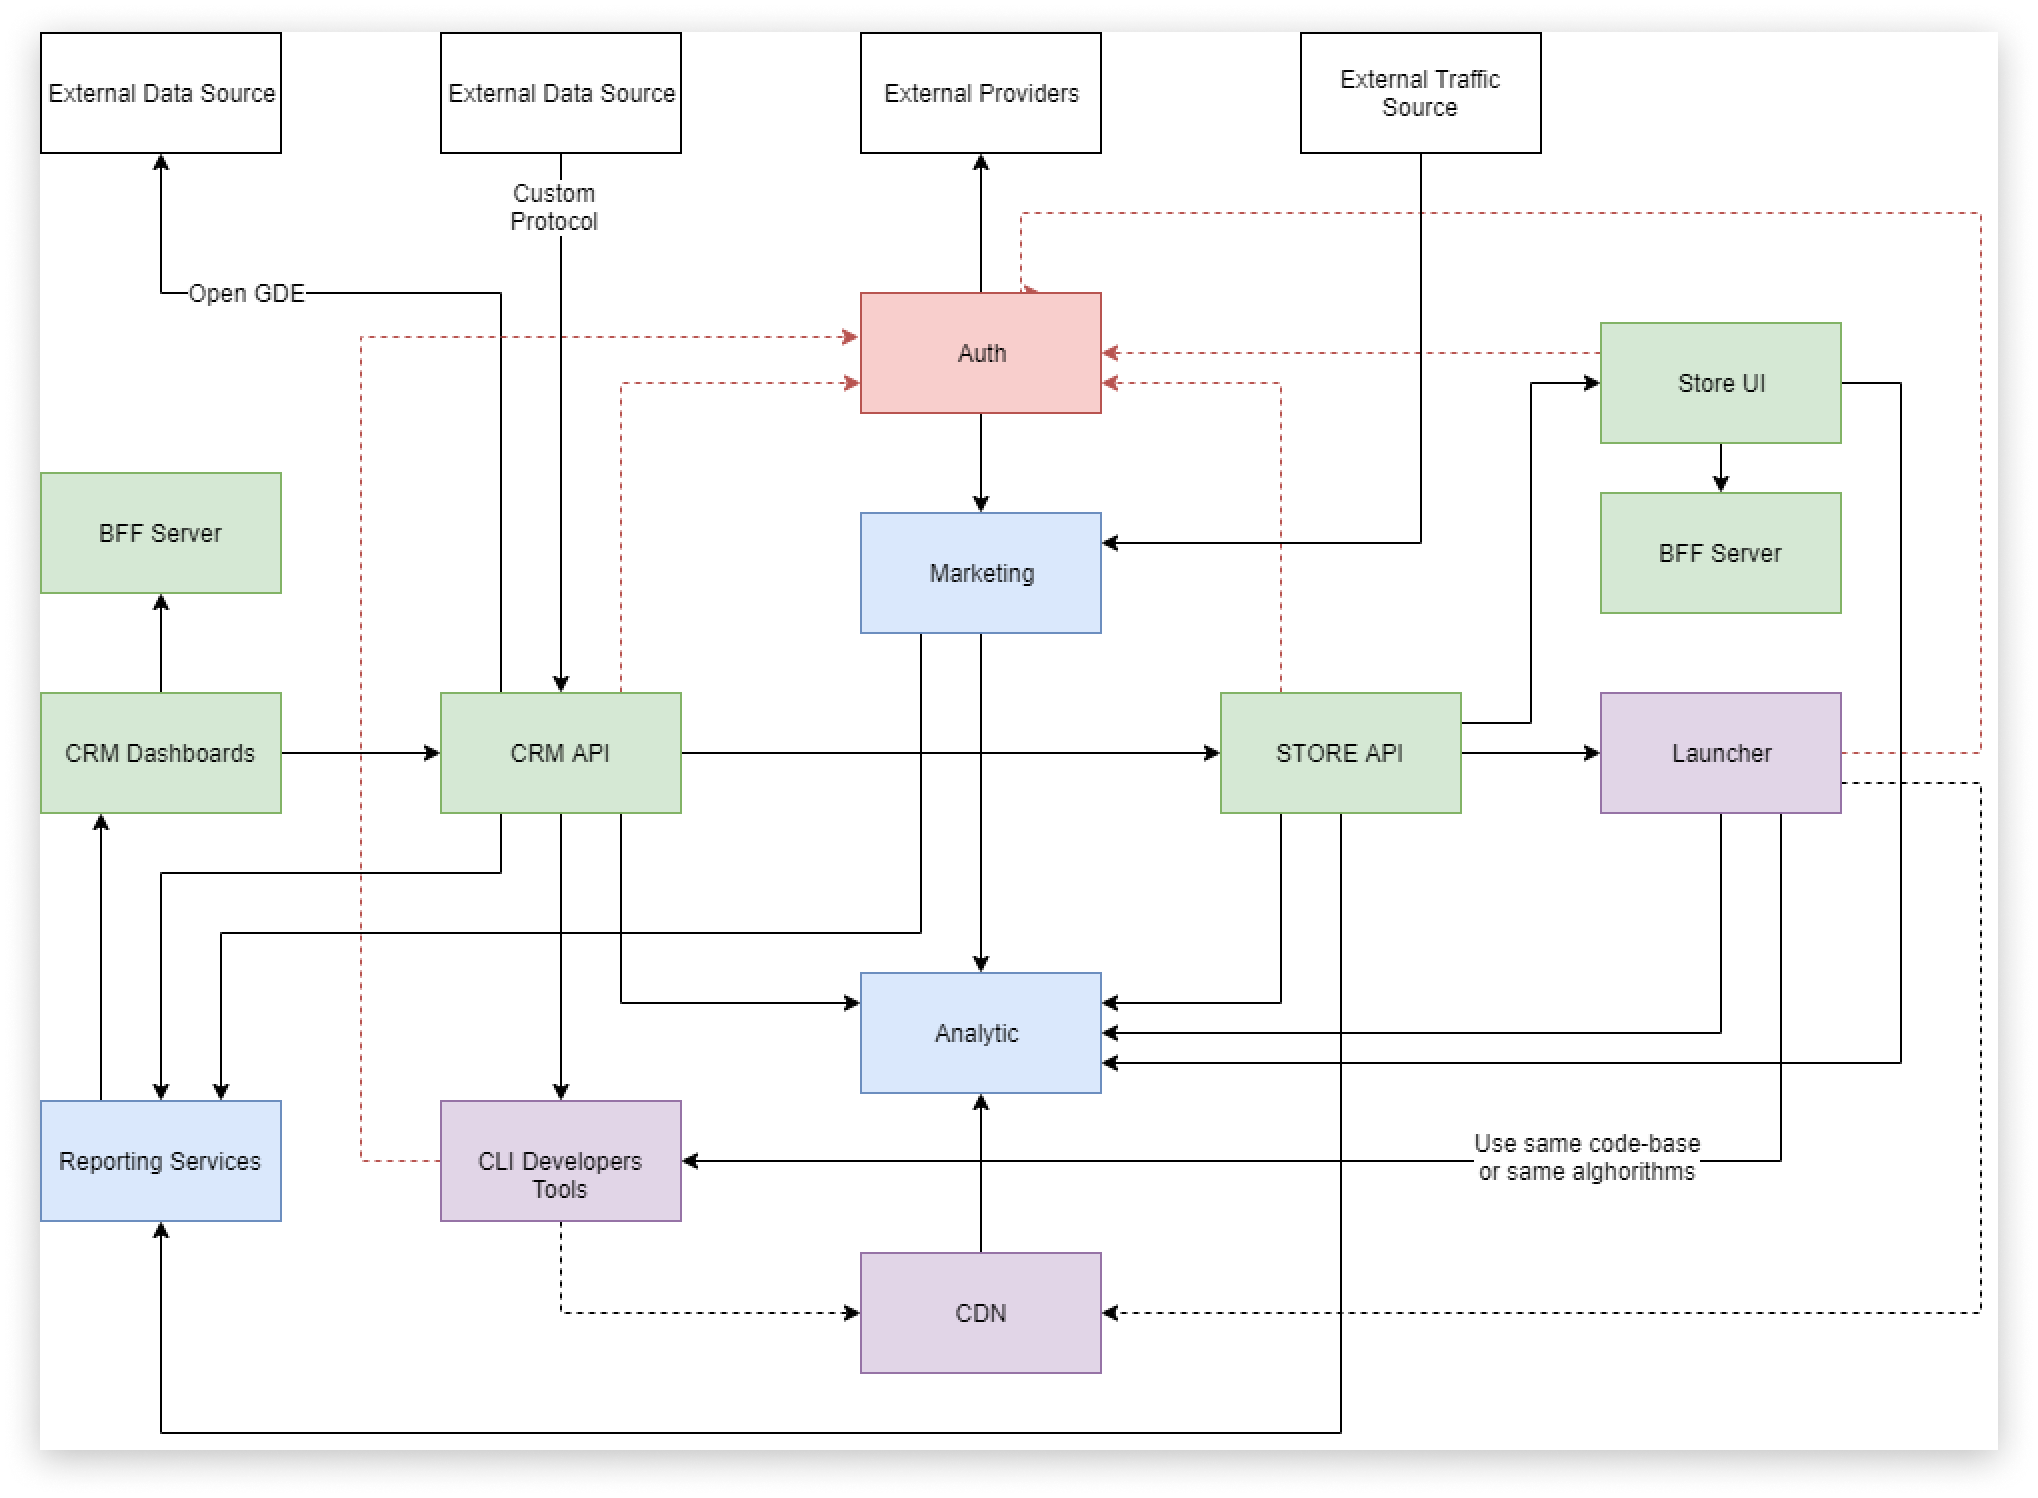 External Data Source
External Data Source
External Providers
External Traffic
Source
Custom
Protocol
Open GDE
Auth
Store UI
BFF Server
BFF Server
Marketing
CRM Dashboards
CRM API
STORE API
Launcher
Analytic
Use same code-base
or same alghorithms
Reporting Services
CLI Developers
Tools
CDN